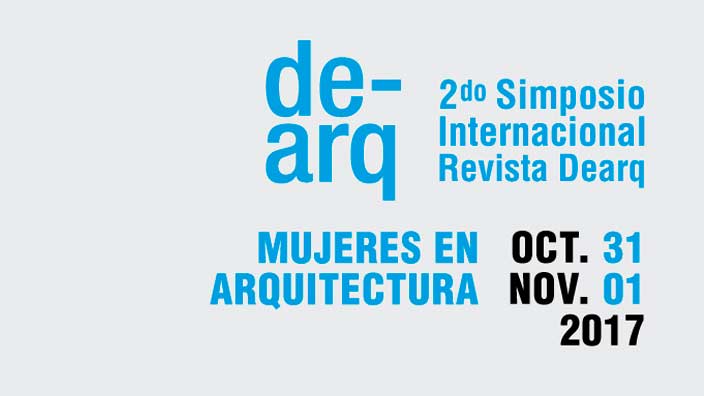 de-
arq
2do Simposio
Internacional
Revista Dearq
MUJERES EN
ARQUITECTURA
OCT. 31
NOV. 01
2017